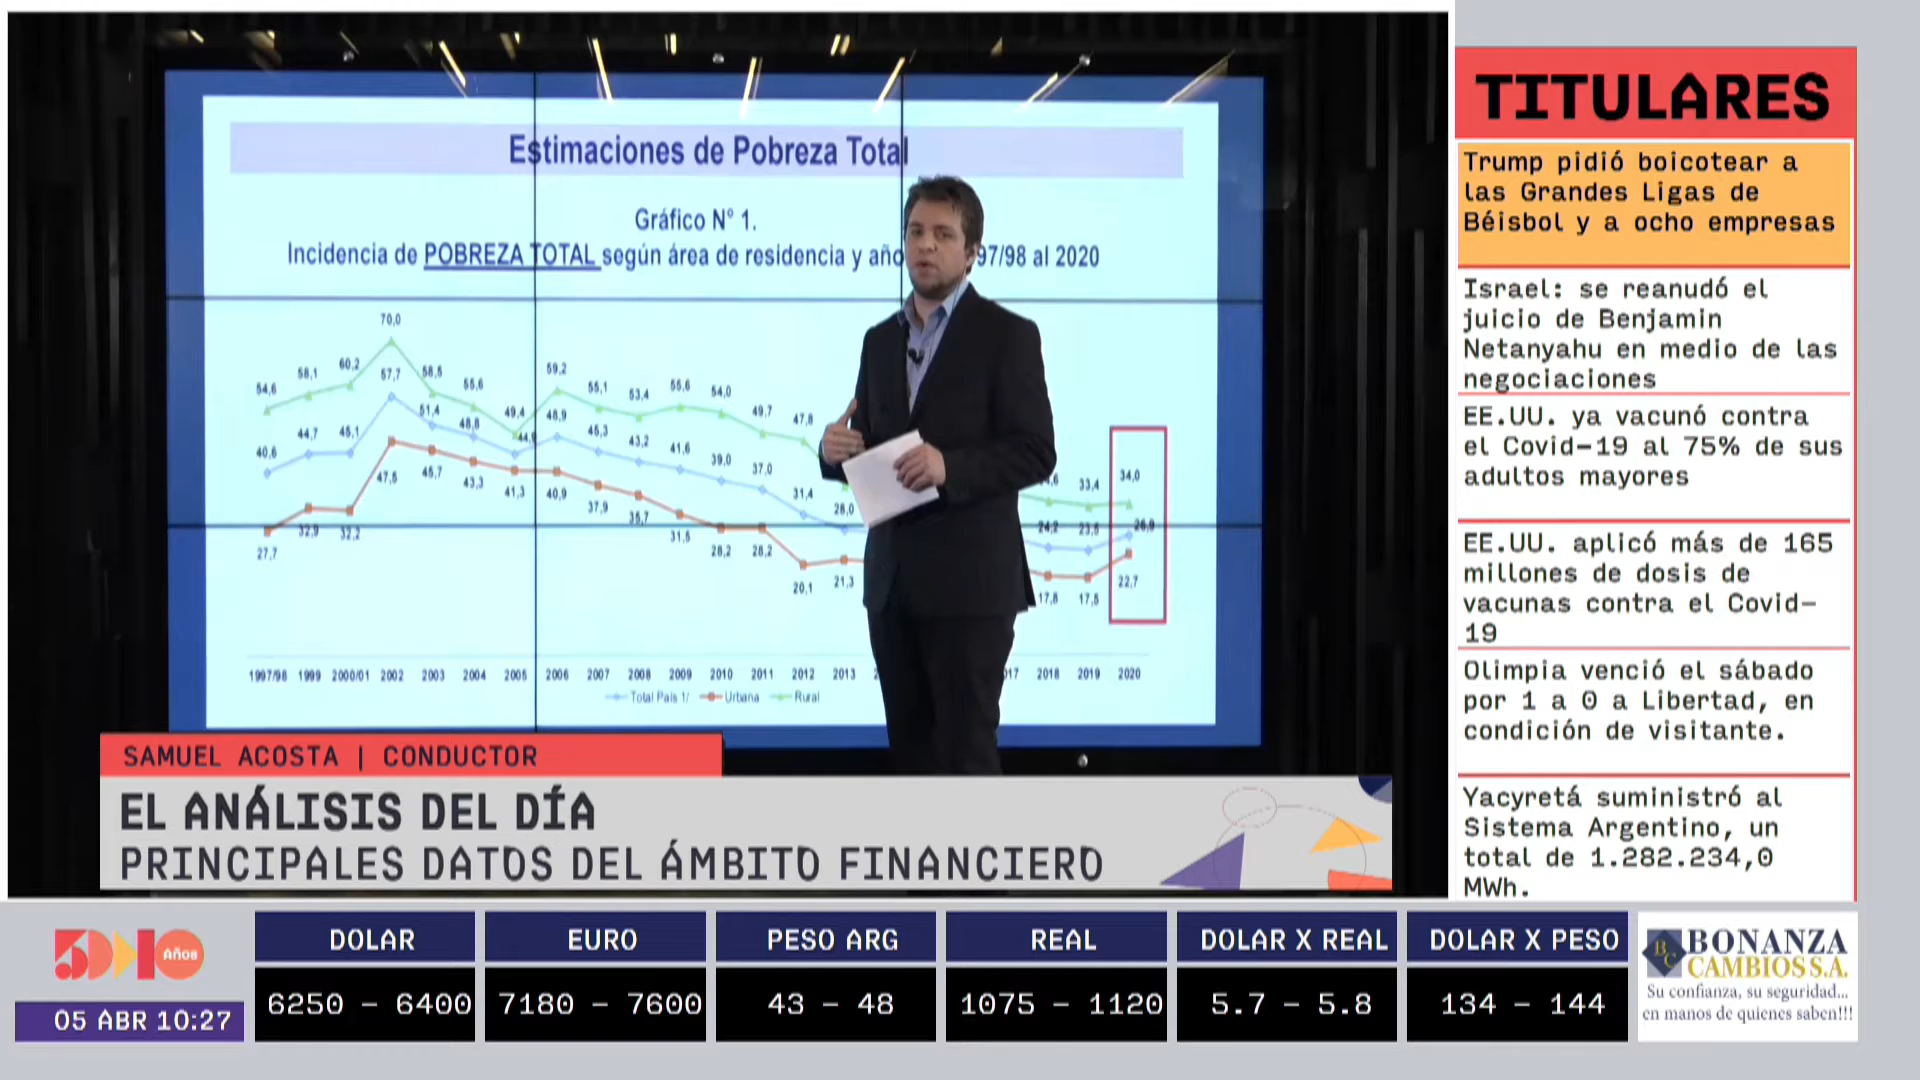 Estimaciones de Pobreza Total
Gráfico N° 1.
Incidencia de POBREZA TOTAL según área de residencia y año 97/98 al 2020
70,0
54,6 58,1 60,2 57,7 58,5 55,6 49,4 59,2 55,1 53,4 55,6 54,0 49,7 47,8
40,6 44,7 45,1 51,4 48,8 48,9 45,3 43,2 41,6 39,0 37,0 31,4 28,0
27,7 32,9 32,2 47,5 45,7 43,3 41,3 40,9 37,9 35,7 31,5 28,2 28,2 20,1 21,3
33,4 34,0
24,2 23,5 26,9
17,8 17,5 22,7
1997/98 1999 2000/01 2002 2003 2004 2005 2006 2007 2008 2009 2010 2011 2012 2013 2018 2019 2020
Total País 1/ Urbana Rural
SAMUEL ACOSTA | CONDUCTOR
EL ANÁLISIS DEL DÍA
PRINCIPALES DATOS DEL ÁMBITO FINANCIERO
TITULARES
Trump pidió boicotear a
las Grandes Ligas de
Béisbol y a ocho empresas
Israel: se reanudó el
juicio de Benjamin
Netanyahu en medio de las
negociaciones
EE.UU. ya vacunó contra
el Covid-19 al 75% de sus
adultos mayores
EE.UU. aplicó más de 165
millones de dosis de
vacunas contra el Covid-
19
Olimpia venció el sábado
por 1 a 0 a Libertad, en
condición de visitante.
Yacyretá suministró al
Sistema Argentino, un
total de 1.282.234,0
MWh.
5D 10 Años
05 ABR 10:27
DOLAR
6250 - 6400
EURO
7180 - 7600
PESO ARG
43 - 48
REAL
1075 - 1120
DOLAR X REAL
5.7 - 5.8
DOLAR X PESO
134 - 144
BC
BONANZA
CAMBIOS S.A.
Su confianza, su seguridad...
en manos de quienes saben!!!